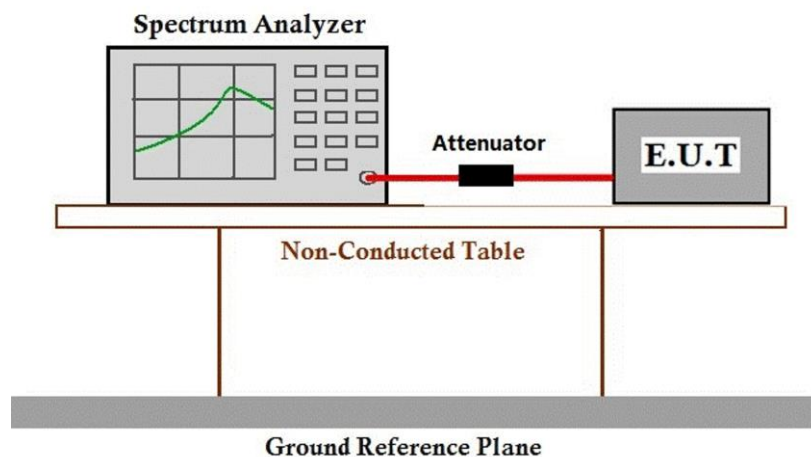 Spectrum Analyzer
Attenuator
E.U.T
Non-Conducted Table
Ground Reference Plane